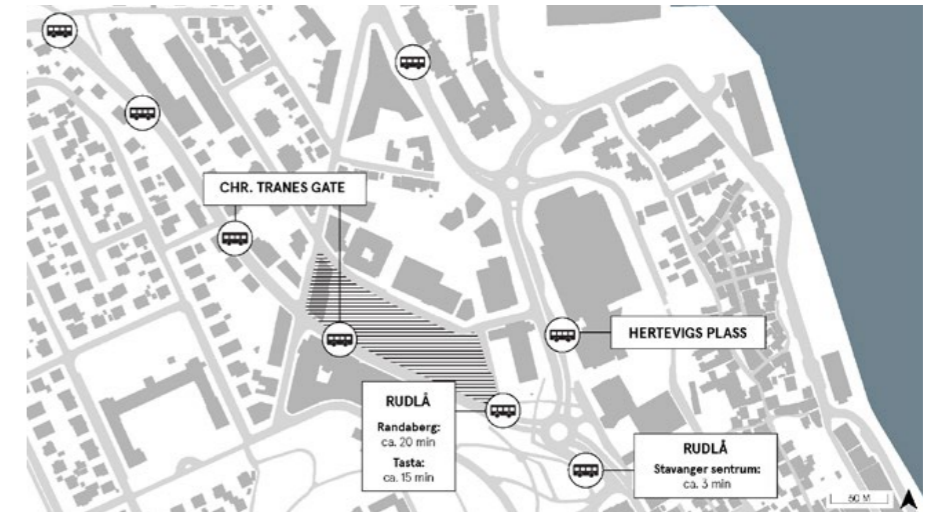 CHR. TRANES GATE
HERTEVIGS PLASS
RUDLÅ
Randaberg:
ca. 20 min
Tasta:
ca. 15 min
RUDLÅ
Stavanger sentrum:
ca. 3 min
50 M